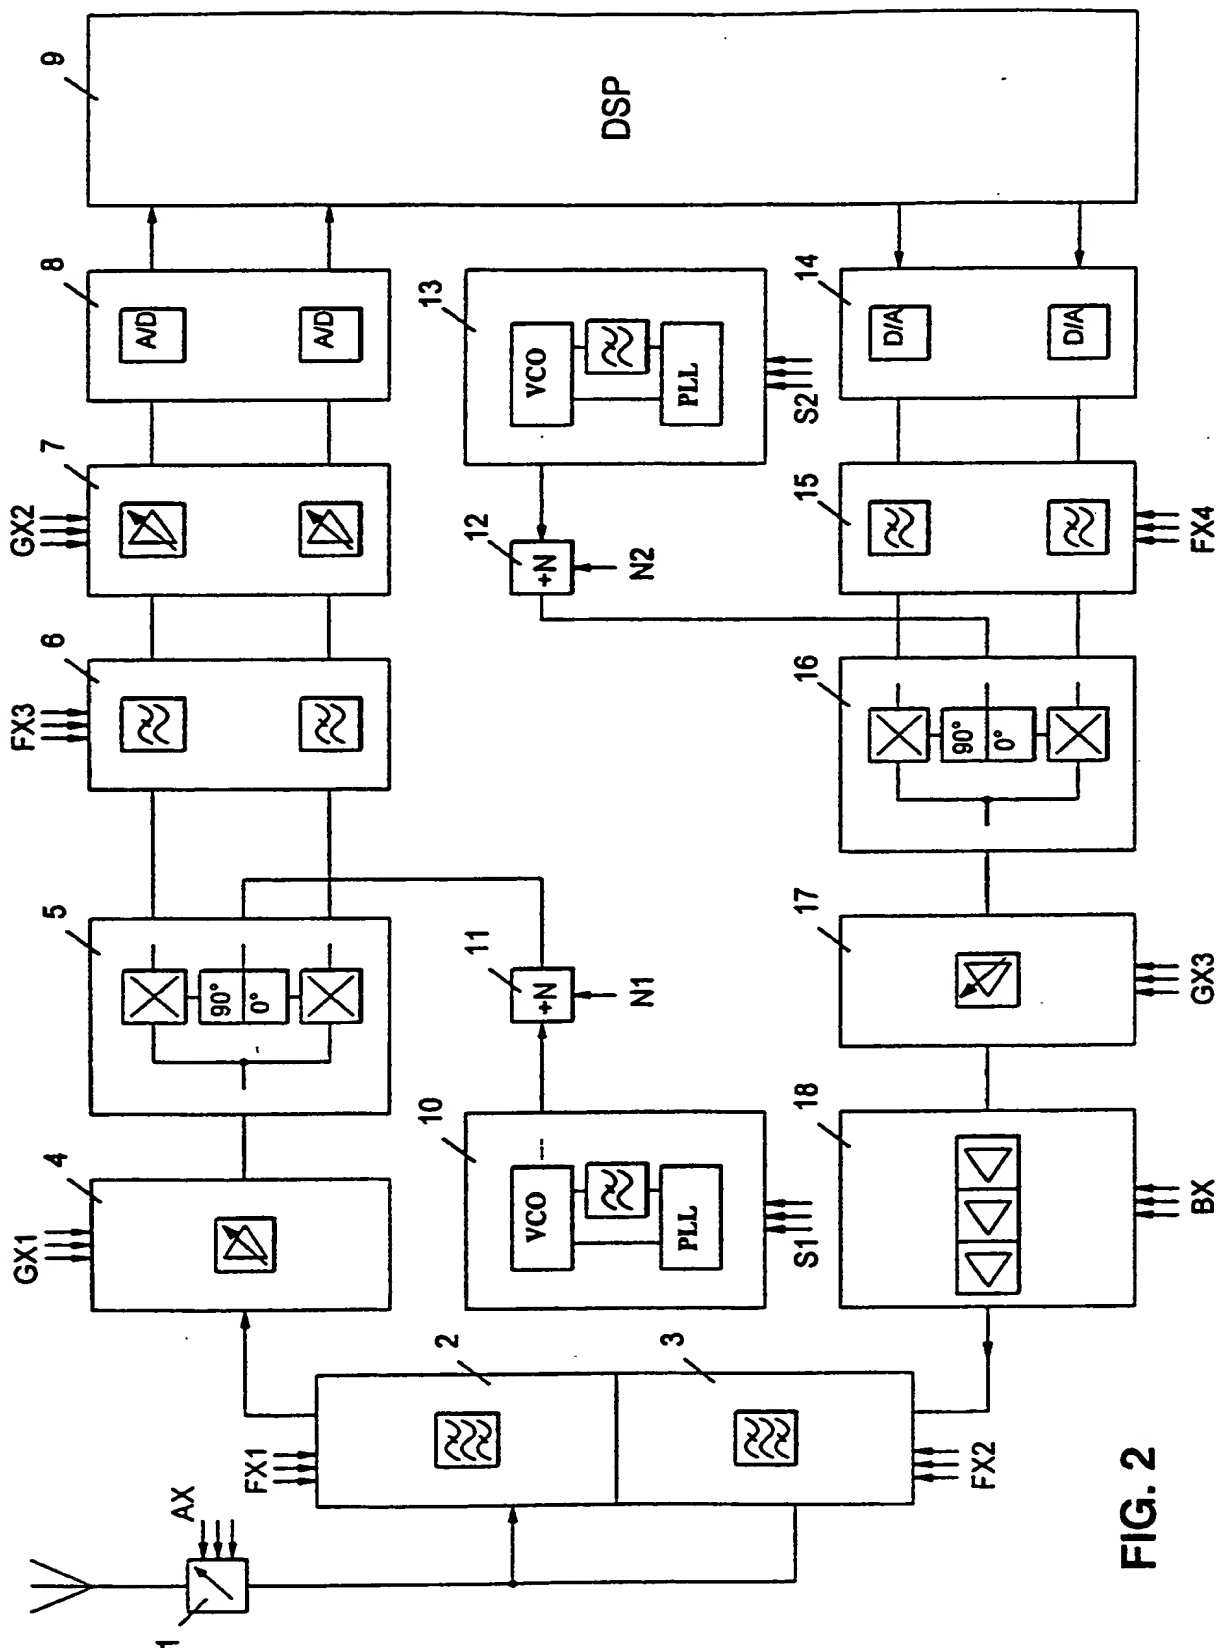 1
AX
FX1
2
3
FX2
GX1
4
5
90°
0°
FX3
6
GX2
7
8
A/D
A/D
9
DSP
10
VCO
PLL
S1
11
+N
N1
12
+N
N2
13
VCO
PLL
S2
14
D/A
D/A
15
FX4
16
90°
0°
17
GX3
18
BX
FIG. 2